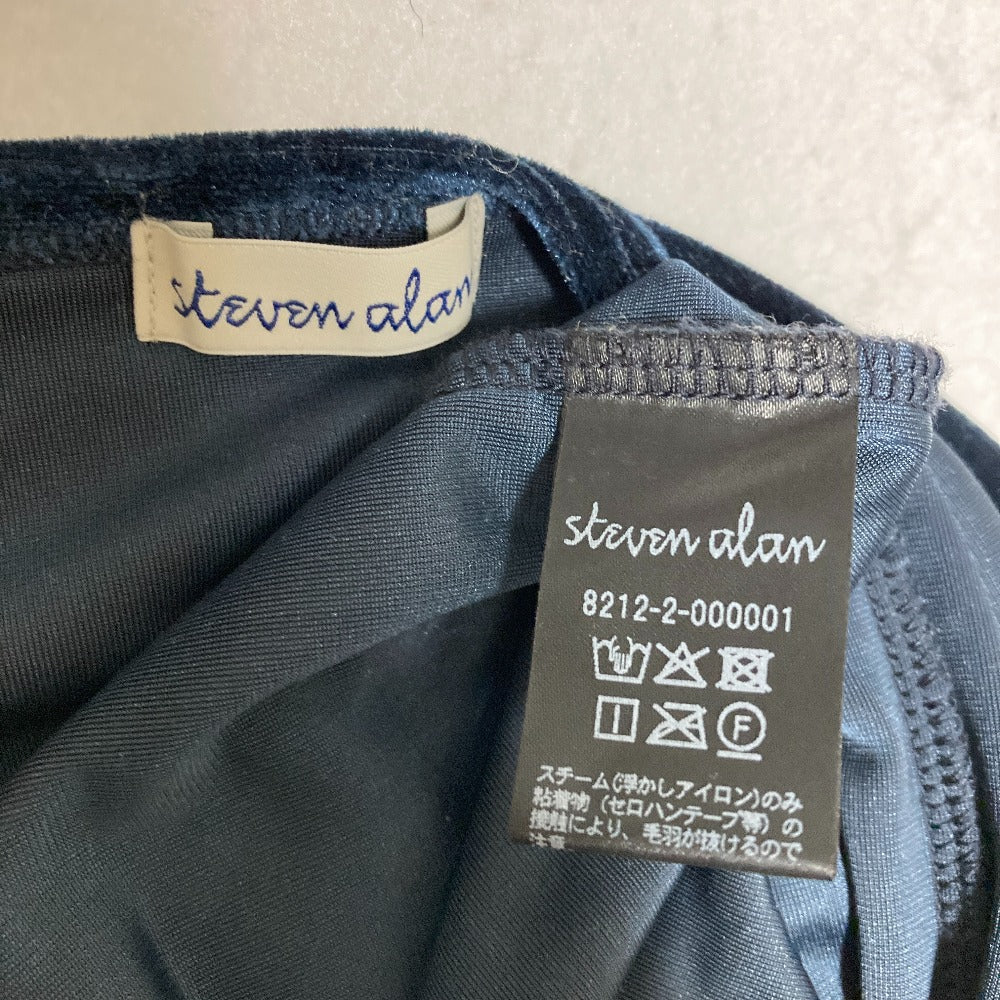 steven alan
steven alan
8212-2-000001
F
スチーム(浮かしアイロン)のみ
粘着物(セロハンテープ等)の
接触により、毛羽が抜けるので
注意